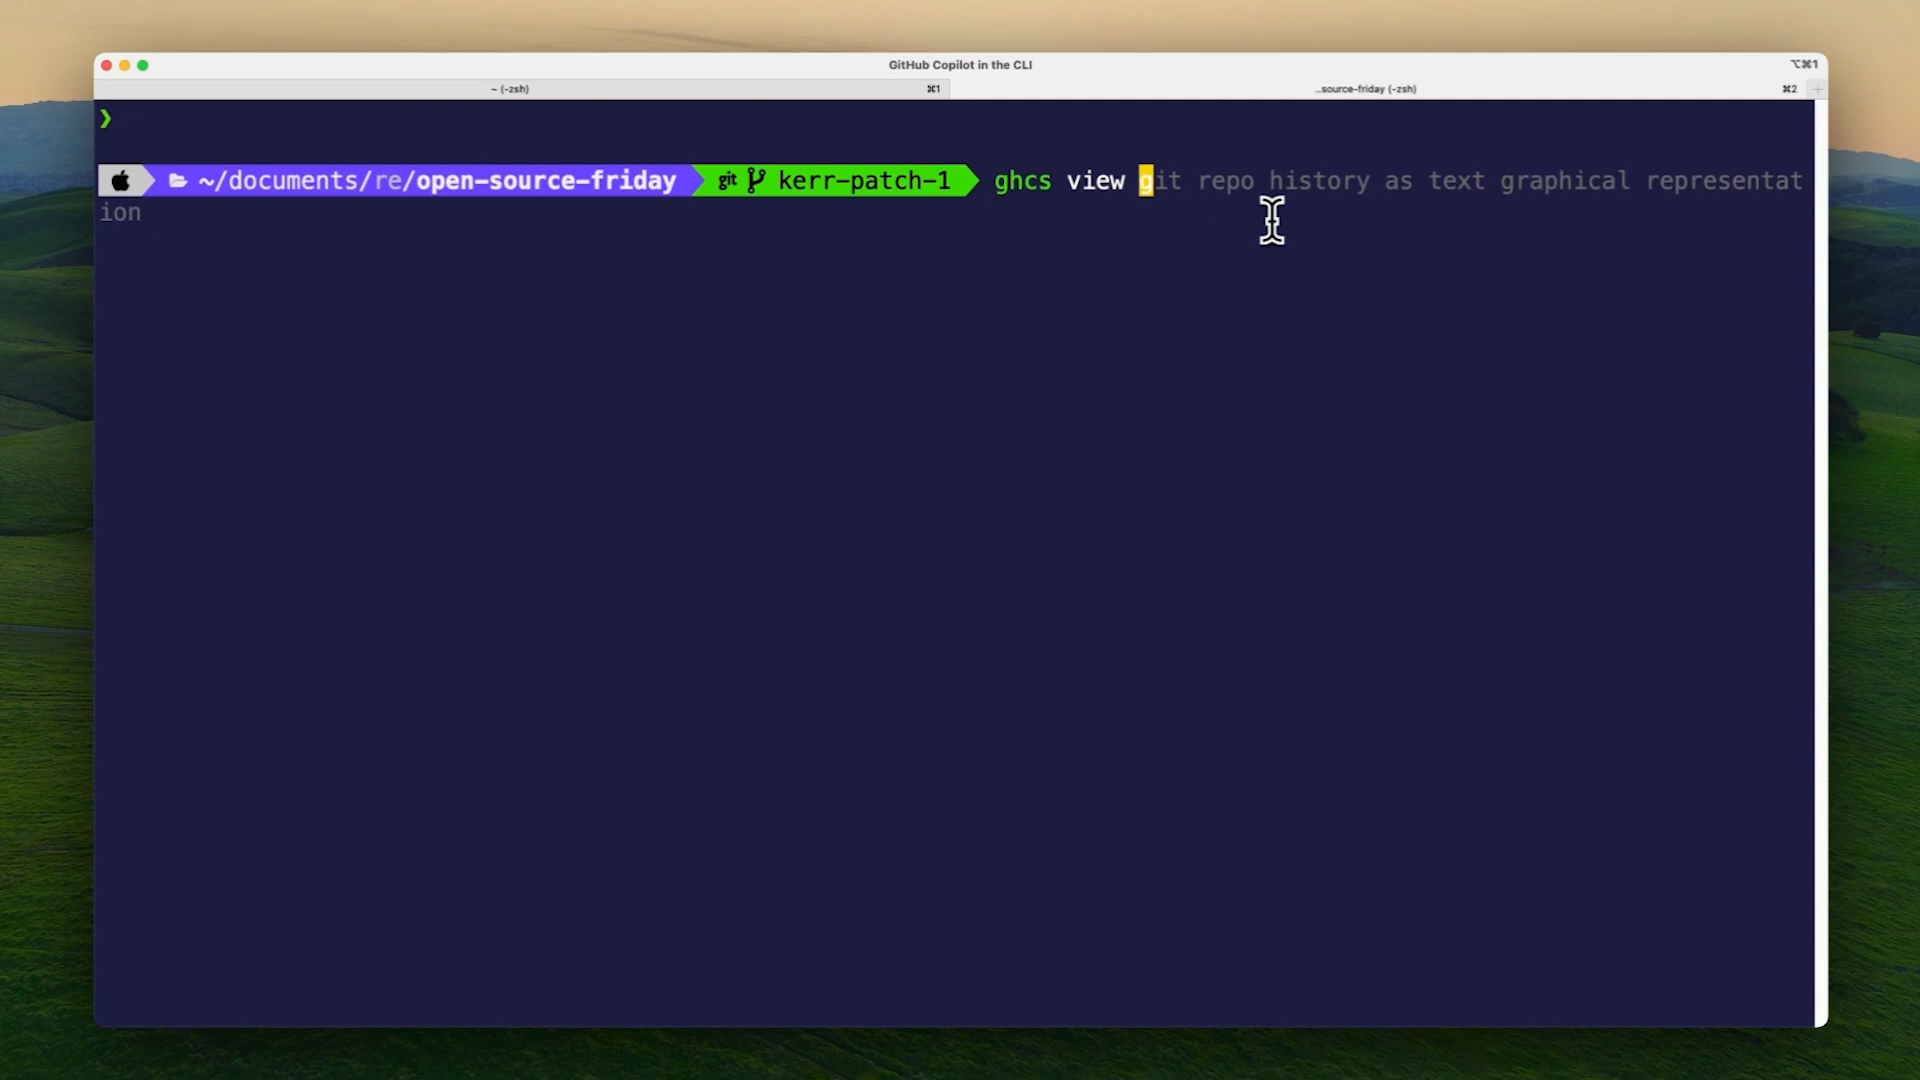 GitHub Copilot in the CLI
⌥⌘1
~ (-zsh)
⌘1
..source-friday (-zsh)
⌘2
❯
~/documents/re/open-source-friday git kerr-patch-1 ghcs view git repo history as text graphical representat
ion